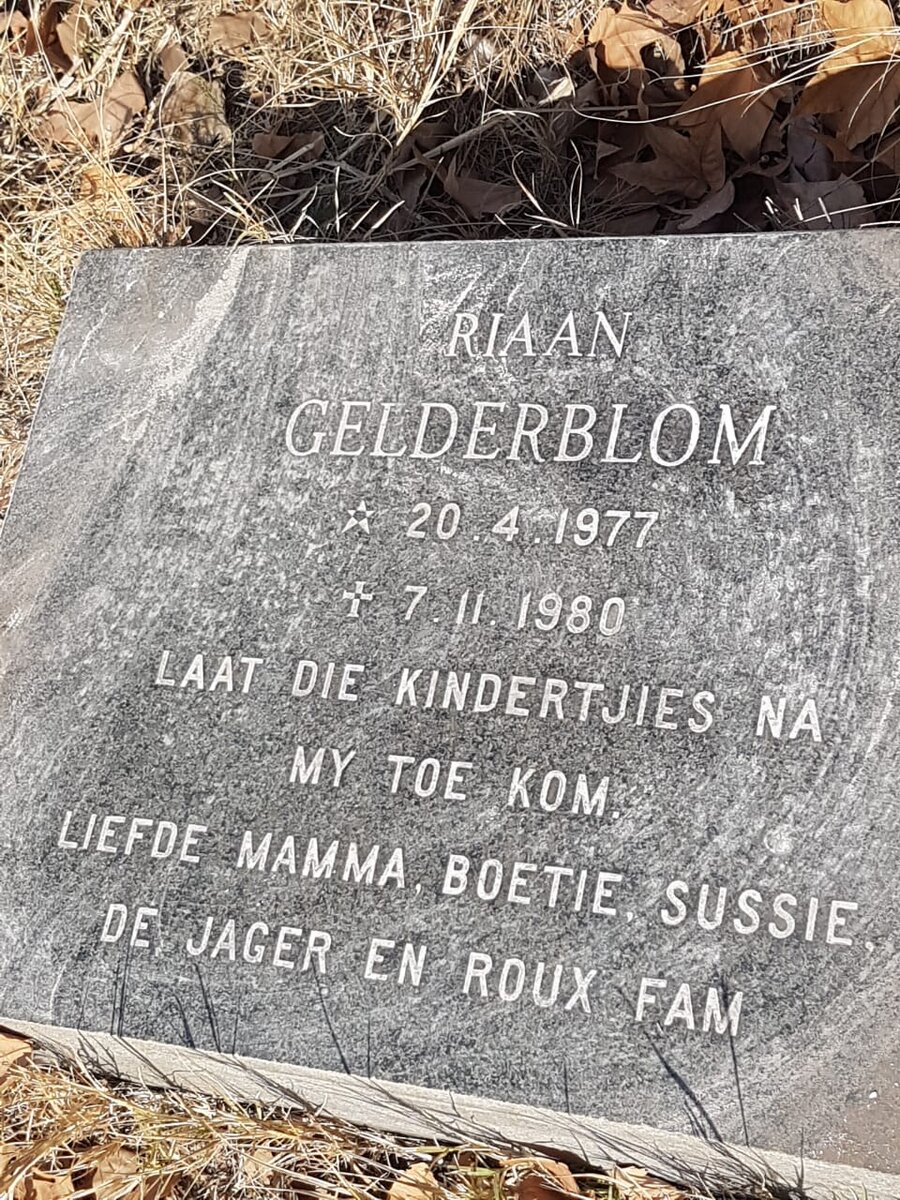 RIAAN
GELDERBLOM
☆ 20.4.1977
✝ 7.11.1980
LAAT DIE KINDERTJIES NA
MY TOE KOM.
LIEFDE MAMMA, BOETIE, SUSSIE,
DE JAGER EN ROUX FAM